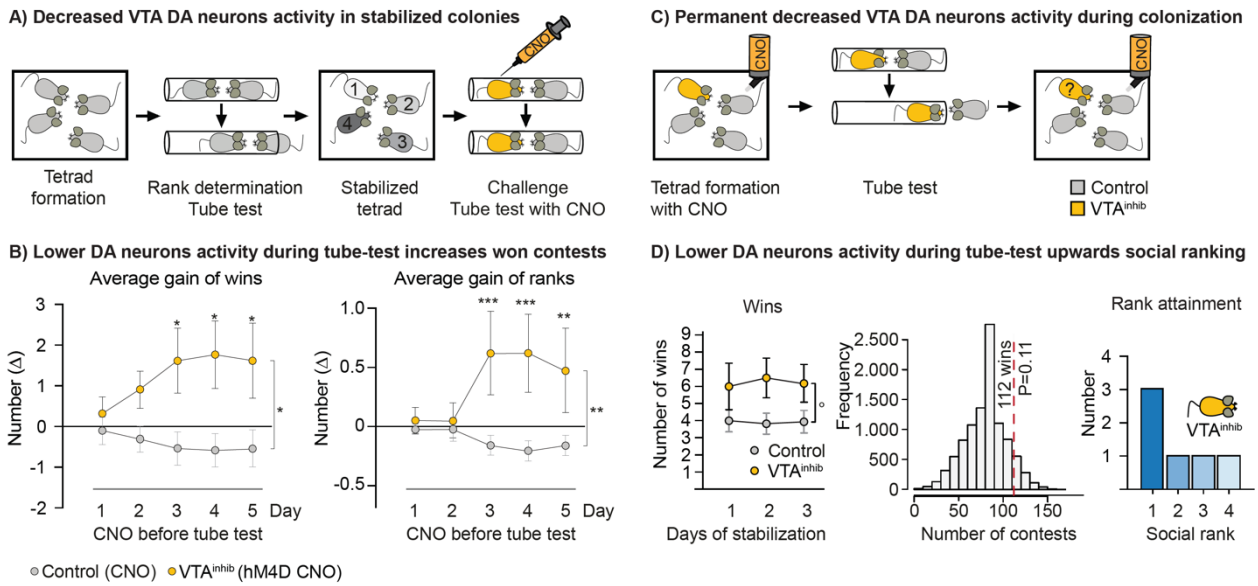 A) Decreased VTA DA neurons activity in stabilized colonies
CNO
1
2
4
3
Tetrad
formation
Rank determination
Tube test
Stabilized
tetrad
Challenge
Tube test with CNO
B) Lower DA neurons activity during tube-test increases won contests
Average gain of wins
Number (Δ)
3
2
1
0
-1
-2
*
*
*
*
1 2 3 4 5 Day
CNO before tube test
Average gain of ranks
Number (Δ)
1.0
0.5
0
-0.5
***
***
**
**
1 2 3 4 5 Day
CNO before tube test
Control (CNO) VTAinhib (hM4D CNO)
C) Permanent decreased VTA DA neurons activity during colonization
CNO
CNO
?
Tetrad formation
with CNO
Tube test
Control
VTAinhib
D) Lower DA neurons activity during tube-test upwards social ranking
Wins
Number of wins
9
8
7
6
5
4
3
2
1
Control
VTAinhib
1 2 3
Days of stabilization
Frequency
2.500
1.500
1.000
0.500
0
112 wins
P=0.11
0 50 100 150
Number of contests
Rank attainment
Number
4
3
2
1
0
VTAinhib
1 2 3 4
Social rank